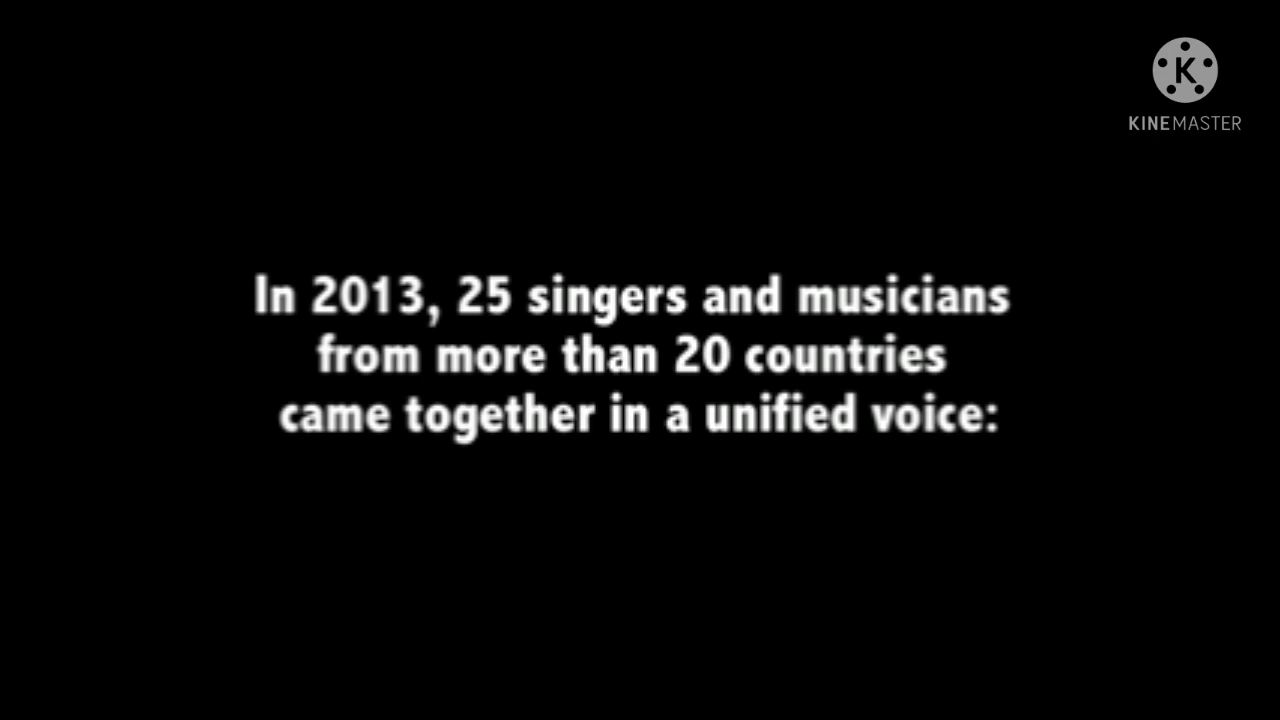 K
KINEMASTER
In 2013, 25 singers and musicians
from more than 20 countries
came together in a unified voice: